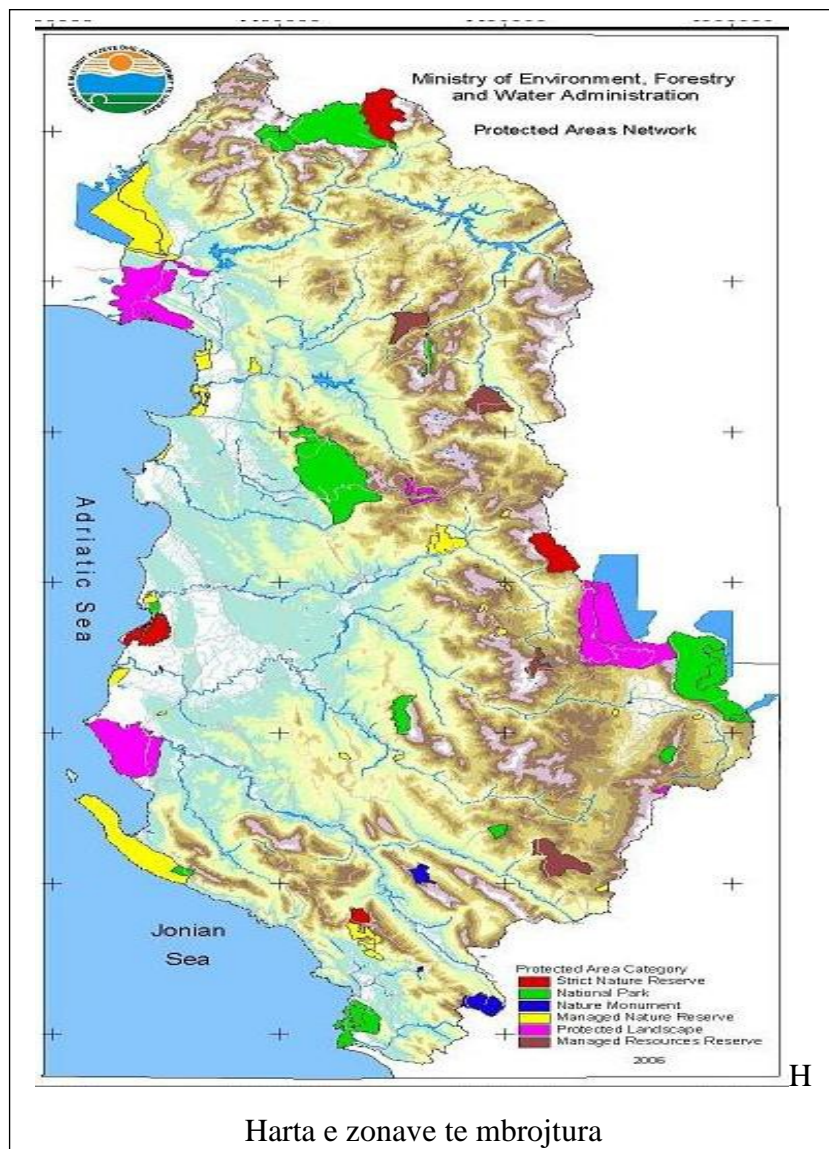 Ministry of Environment, Forestry
and Water Administration
Protected Areas Network
Adriatic Sea
Jonian
Sea
Protected Area Category
Strict Nature Reserve
National Park
Nature Monument
Managed Nature Reserve
Protected Landscape
Managed Resources Reserve
2006
H
Harta e zonave te mbrojtura